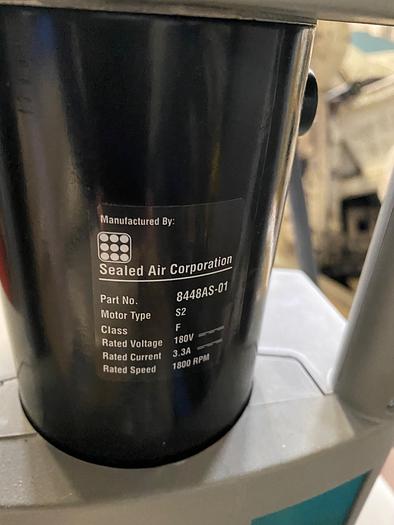 Manufactured By:
Sealed Air Corporation
Part No. 8448AS-01
Motor Type S2
Class F
Rated Voltage 180V ⎓
Rated Current 3.3A ⎓
Rated Speed 1800 RPM